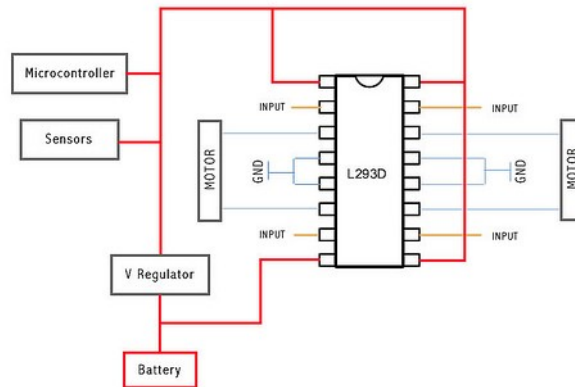 Microcontroller
Sensors
V Regulator
Battery
MOTOR
INPUT
GND
INPUT
L293D
INPUT
GND
INPUT
MOTOR